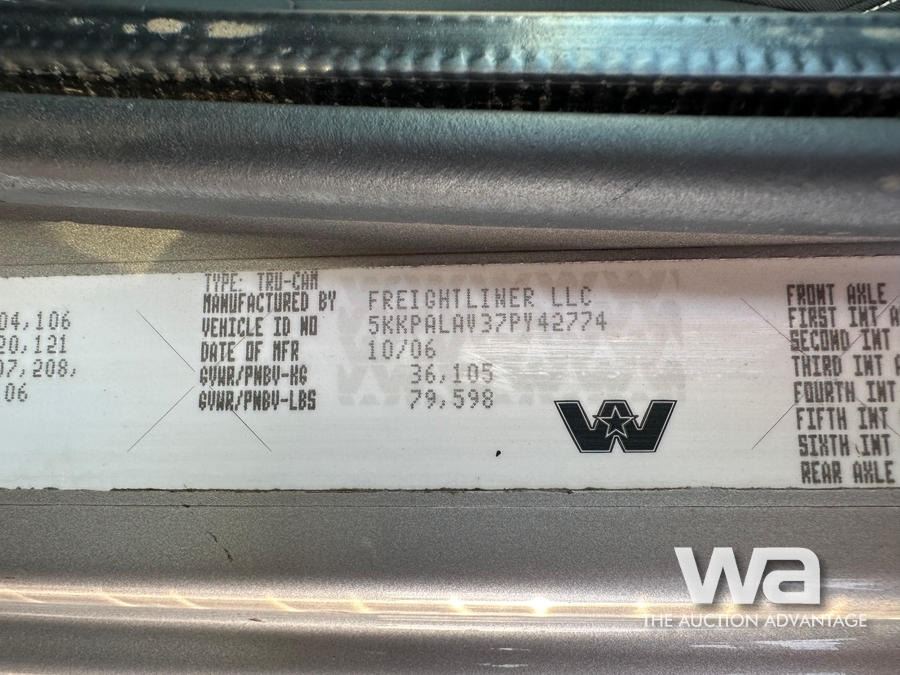 04,106
20,121
07,208,
06
TYPE: TRU-CAM
MANUFACTURED BY FREIGHTLINER LLC
VEHICLE ID NO 5KKPALAV37PY42774
DATE OF MFR 10/06
GVWR/PNBV-KG 36,105
GVWR/PNBV-LBS 79,598
W
FRONT AXLE
FIRST INT A
SECOND INT
THIRD INT A
FOURTH INT
FIFTH INT
SIXTH INT
REAR AXLE
wa
THE AUCTION ADVANTAGE